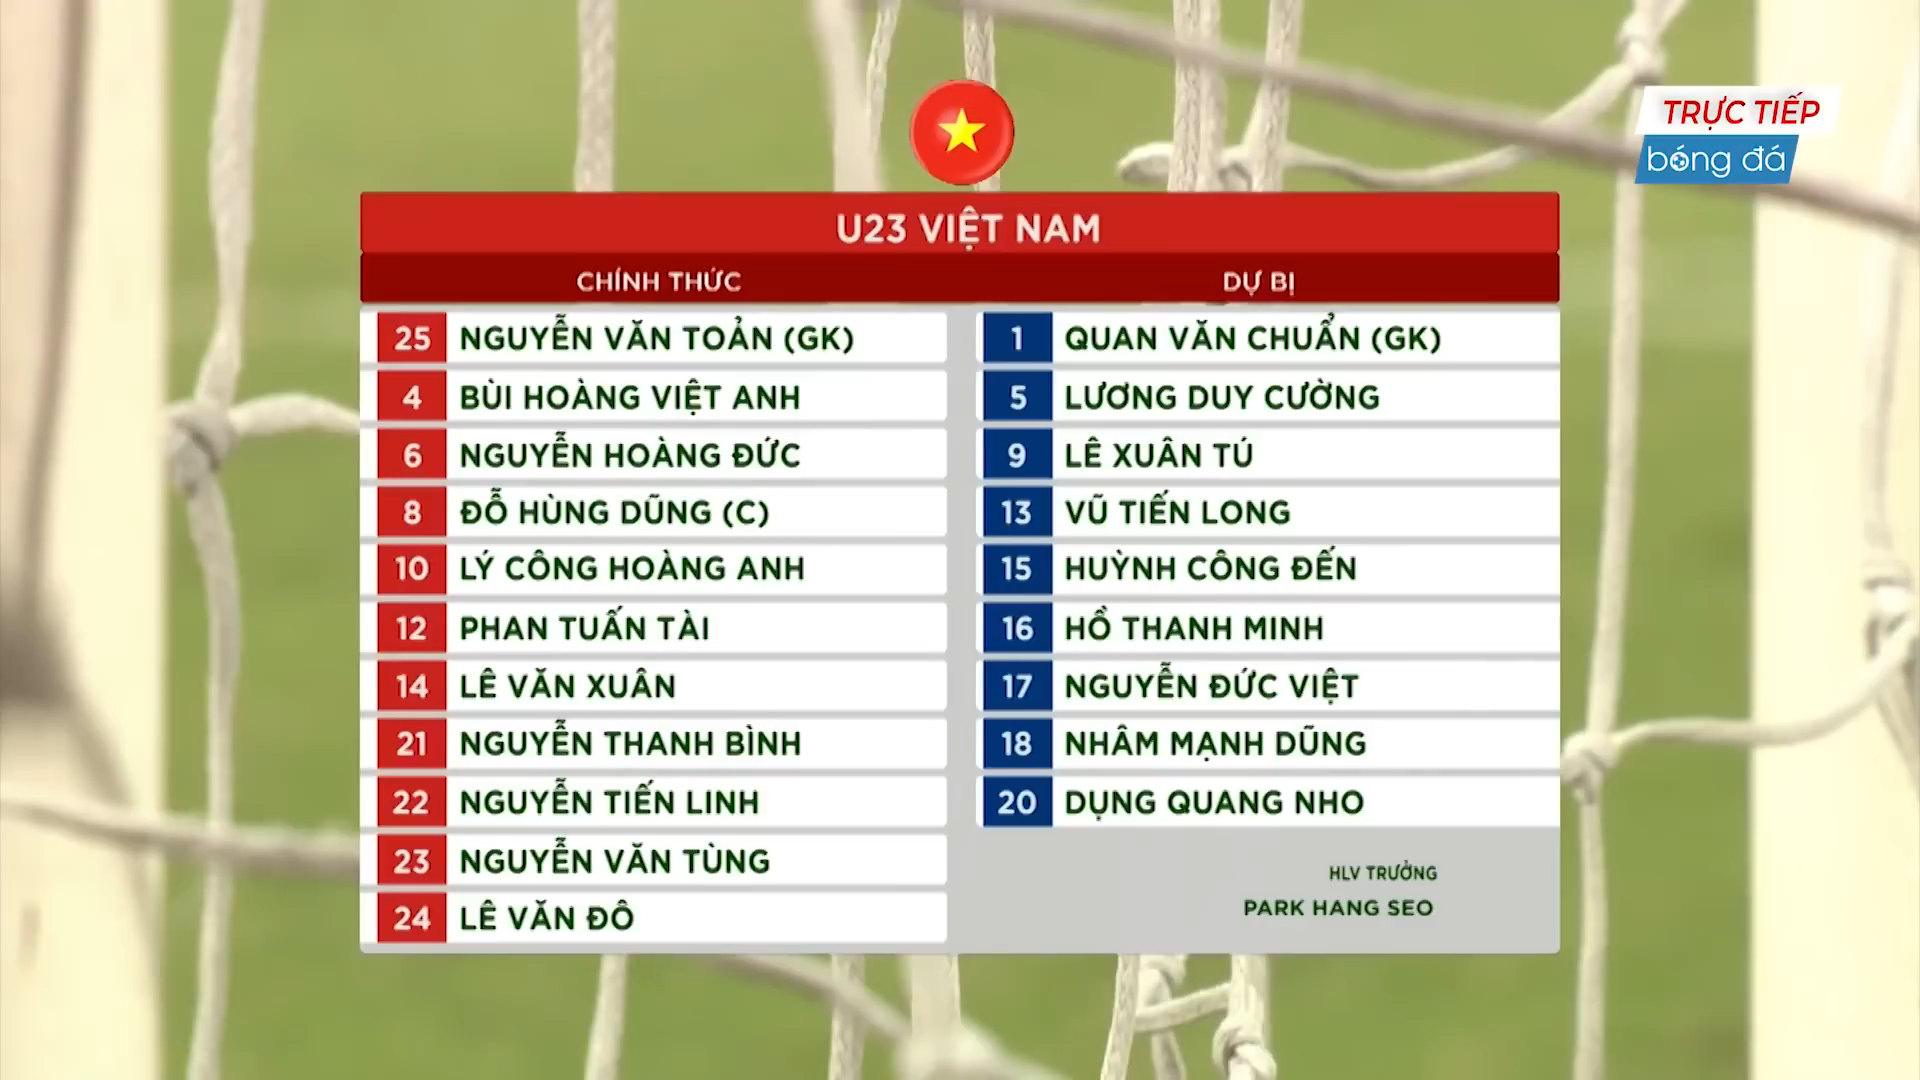 TRỰC TIẾP
bóng đá
U23 VIỆT NAM
CHÍNH THỨC
DỰ BỊ
25 NGUYỄN VĂN TOẢN (GK)
4 BÙI HOÀNG VIỆT ANH
6 NGUYỄN HOÀNG ĐỨC
8 ĐỖ HÙNG DŨNG (C)
10 LÝ CÔNG HOÀNG ANH
12 PHAN TUẤN TÀI
14 LÊ VĂN XUÂN
21 NGUYỄN THANH BÌNH
22 NGUYỄN TIẾN LINH
23 NGUYỄN VĂN TÙNG
24 LÊ VĂN ĐÔ
1 QUAN VĂN CHUẨN (GK)
5 LƯƠNG DUY CƯỜNG
9 LÊ XUÂN TÚ
13 VŨ TIẾN LONG
15 HUỲNH CÔNG ĐẾN
16 HỒ THANH MINH
17 NGUYỄN ĐỨC VIỆT
18 NHÂM MẠNH DŨNG
20 DỤNG QUANG NHO
HLV TRƯỞNG
PARK HANG SEO